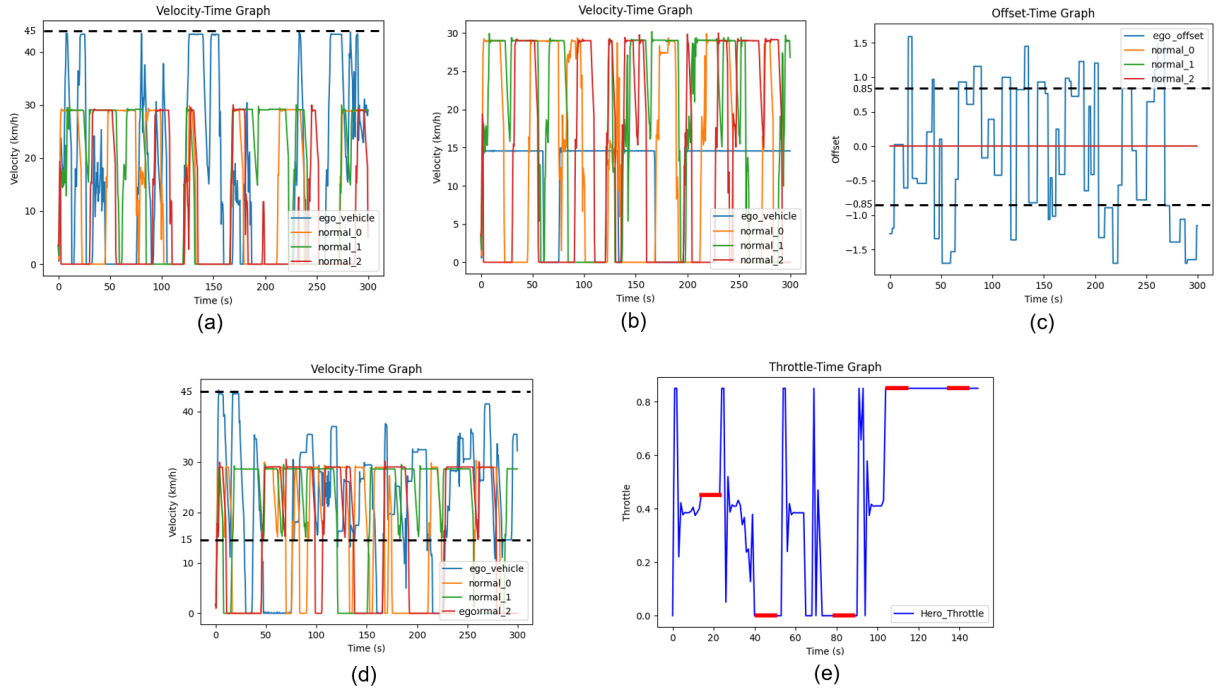 Velocity-Time Graph
45
40
30
20
10
0
Velocity (km/h)
0 50 100 150 200 250 300
Time (s)
ego_vehicle
normal_0
normal_1
normal_2
(a)
Velocity-Time Graph
30
25
20
15
10
5
0
Velocity (km/h)
0 50 100 150 200 250 300
Time (s)
ego_vehicle
normal_0
normal_1
normal_2
(b)
Offset-Time Graph
1.5
1.0
0.85
0.5
0.0
−0.5
−0.85
−1.0
−1.5
Offset
0 50 100 150 200 250 300
Time (s)
ego_offset
normal_0
normal_1
normal_2
(c)
Velocity-Time Graph
45
40
30
20
15
10
0
Velocity (km/h)
0 50 100 150 200 250 300
Time (s)
ego_vehicle
normal_0
normal_1
egoormal_2
(d)
Throttle-Time Graph
0.8
0.6
0.4
0.2
0.0
Throttle
0 20 40 60 80 100 120 140
Time (s)
Hero_Throttle
(e)